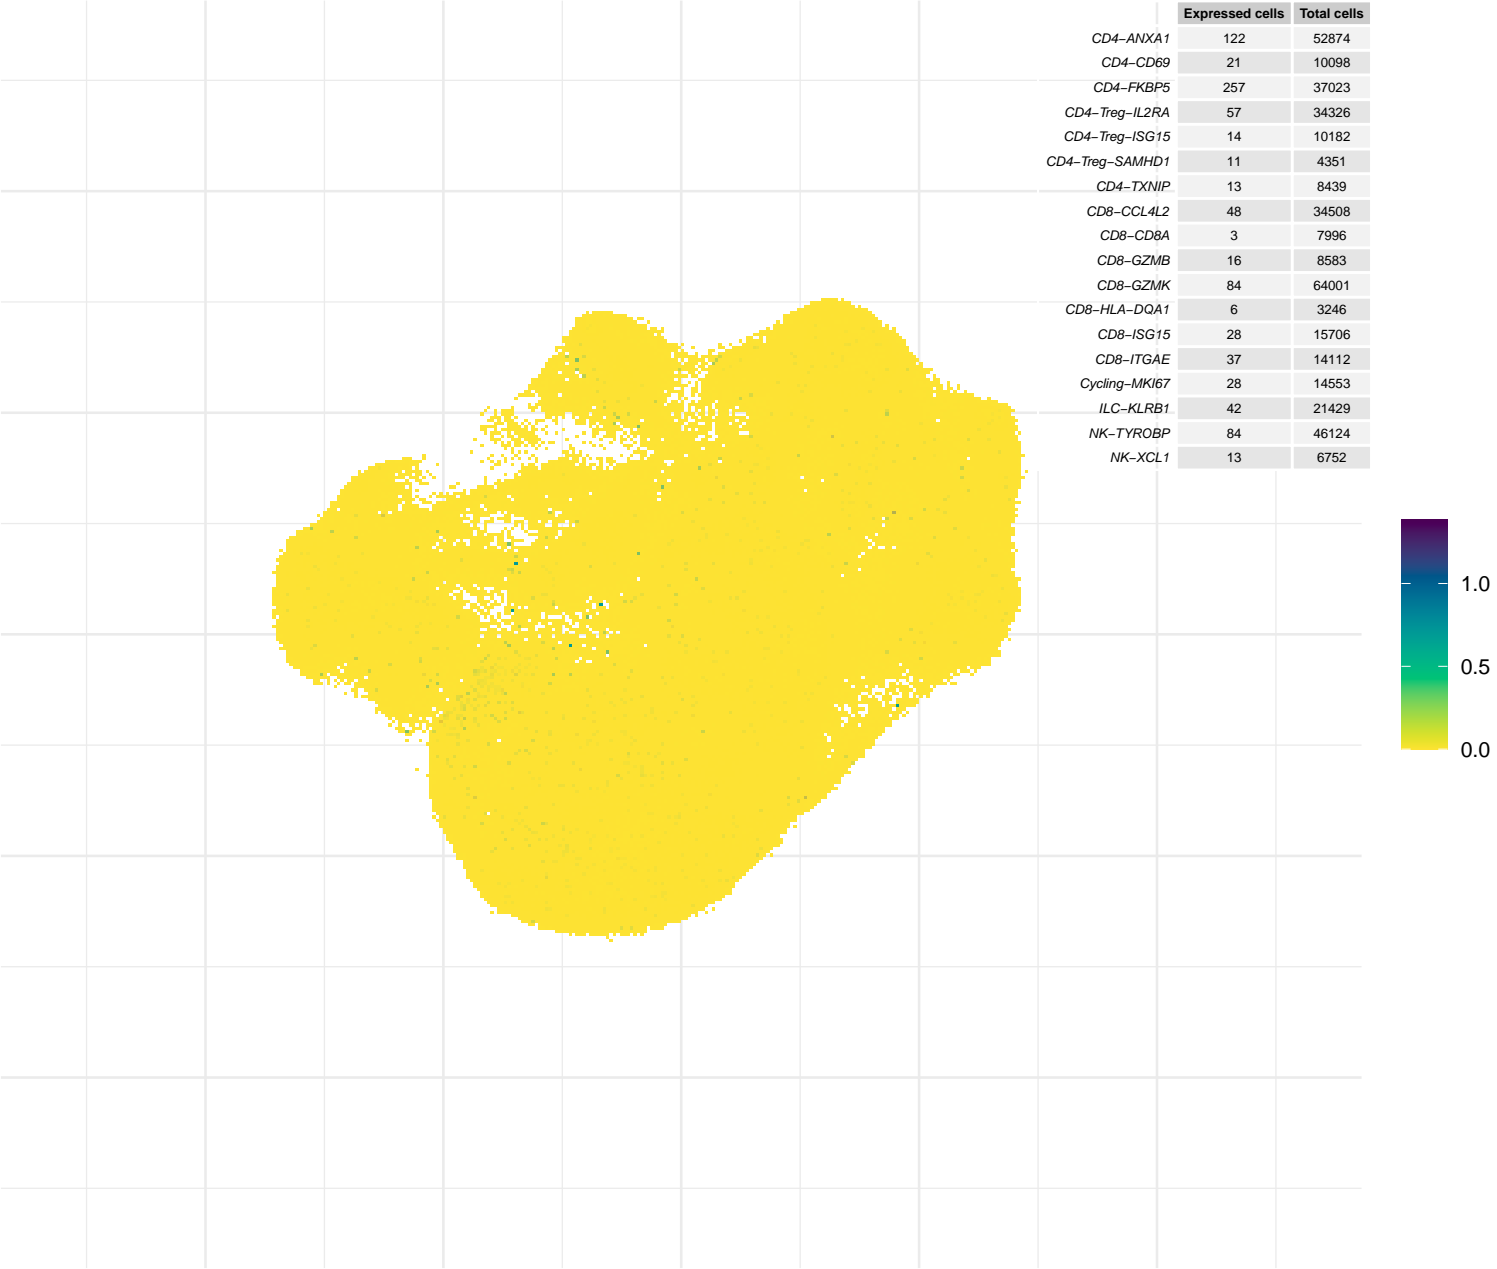 Expressed cells Total cells
CD4−ANXA1 122 52874
CD4−CD69 21 10098
CD4−FKBP5 257 37023
CD4−Treg−IL2RA 57 34326
CD4−Treg−ISG15 14 10182
CD4−Treg−SAMHD1 11 4351
CD4−TXNIP 13 8439
CD8−CCL4L2 48 34508
CD8−CD8A 3 7996
CD8−GZMB 16 8583
CD8−GZMK 84 64001
CD8−HLA−DQA1 6 3246
CD8−ISG15 28 15706
CD8−ITGAE 37 14112
Cycling−MKI67 28 14553
ILC−KLRB1 42 21429
NK−TYROBP 84 46124
NK−XCL1 13 6752
1.0
0.5
0.0